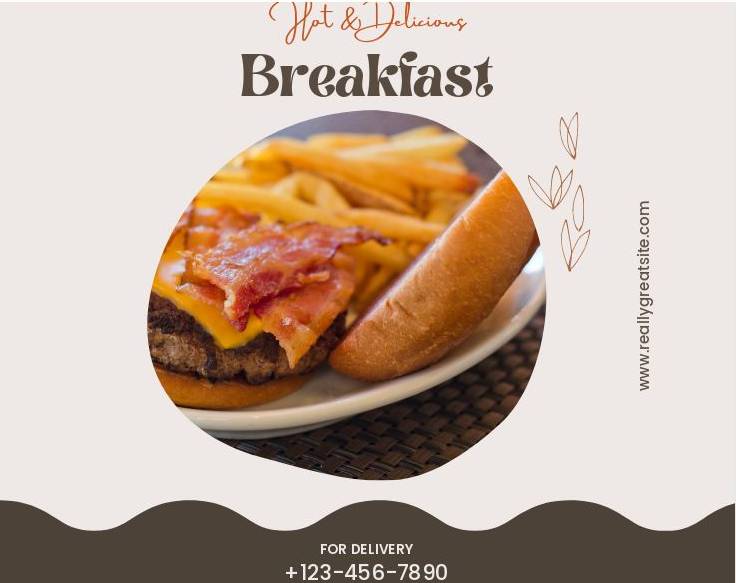 Hot & Delicious
Breakfast
www.reallygreatsite.com
FOR DELIVERY
+123-456-7890